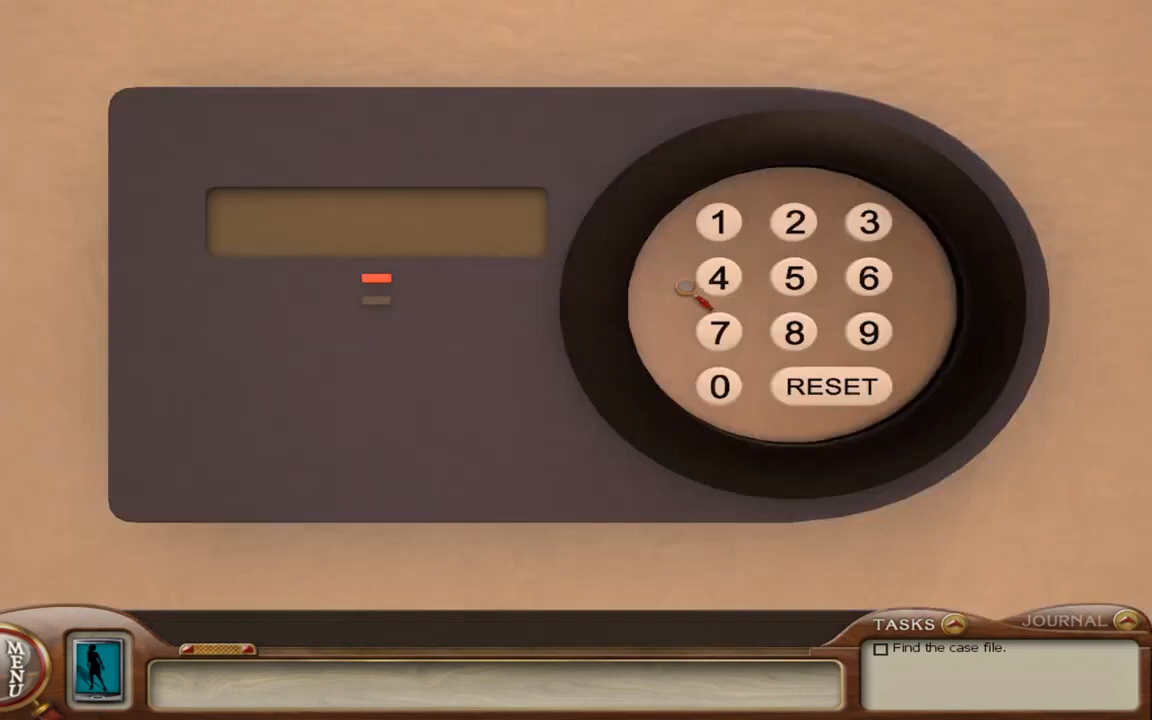 1 2 3
4 5 6
7 8 9
0 RESET
MENU
TASKS
JOURNAL
Find the case file.